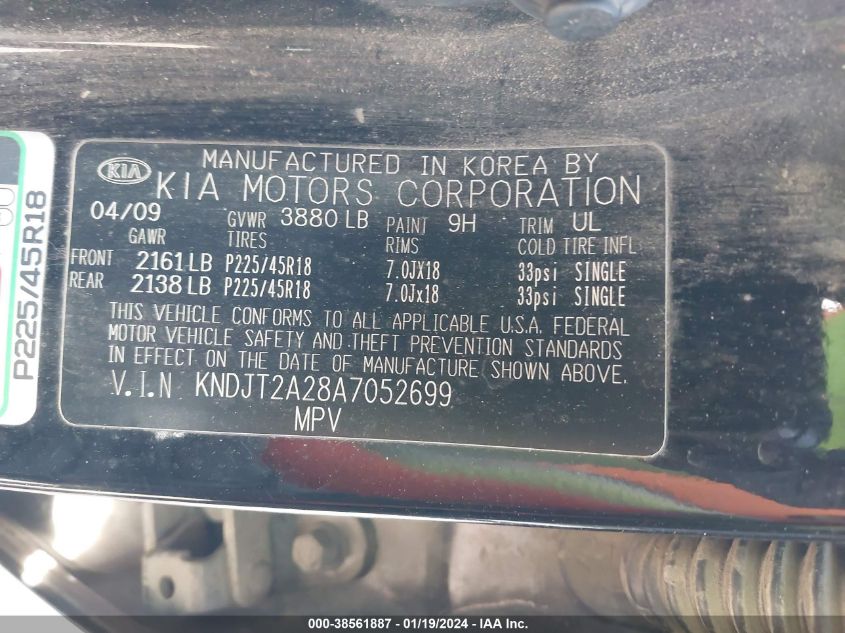 MANUFACTURED IN KOREA BY
KIA
KIA MOTORS CORPORATION
04/09 GVWR 3880 LB PAINT 9H TRIM UL
GAWR TIRES RIMS COLD TIRE INFL
FRONT 2161 LB P225/45R18 7.0JX18 33psi SINGLE
REAR 2138 LB P225/45R18 7.0Jx18 33psi SINGLE
THIS VEHICLE CONFORMS TO ALL APPLICABLE U.S.A. FEDERAL
MOTOR VEHICLE SAFETY AND THEFT PREVENTION STANDARDS
IN EFFECT ON THE DATE OF MANUFACTURE SHOWN ABOVE.
V.I.N KNDJT2A28A7052699
MPV
P225/45R18
000-38561887 - 01/19/2024 - IAAI.com